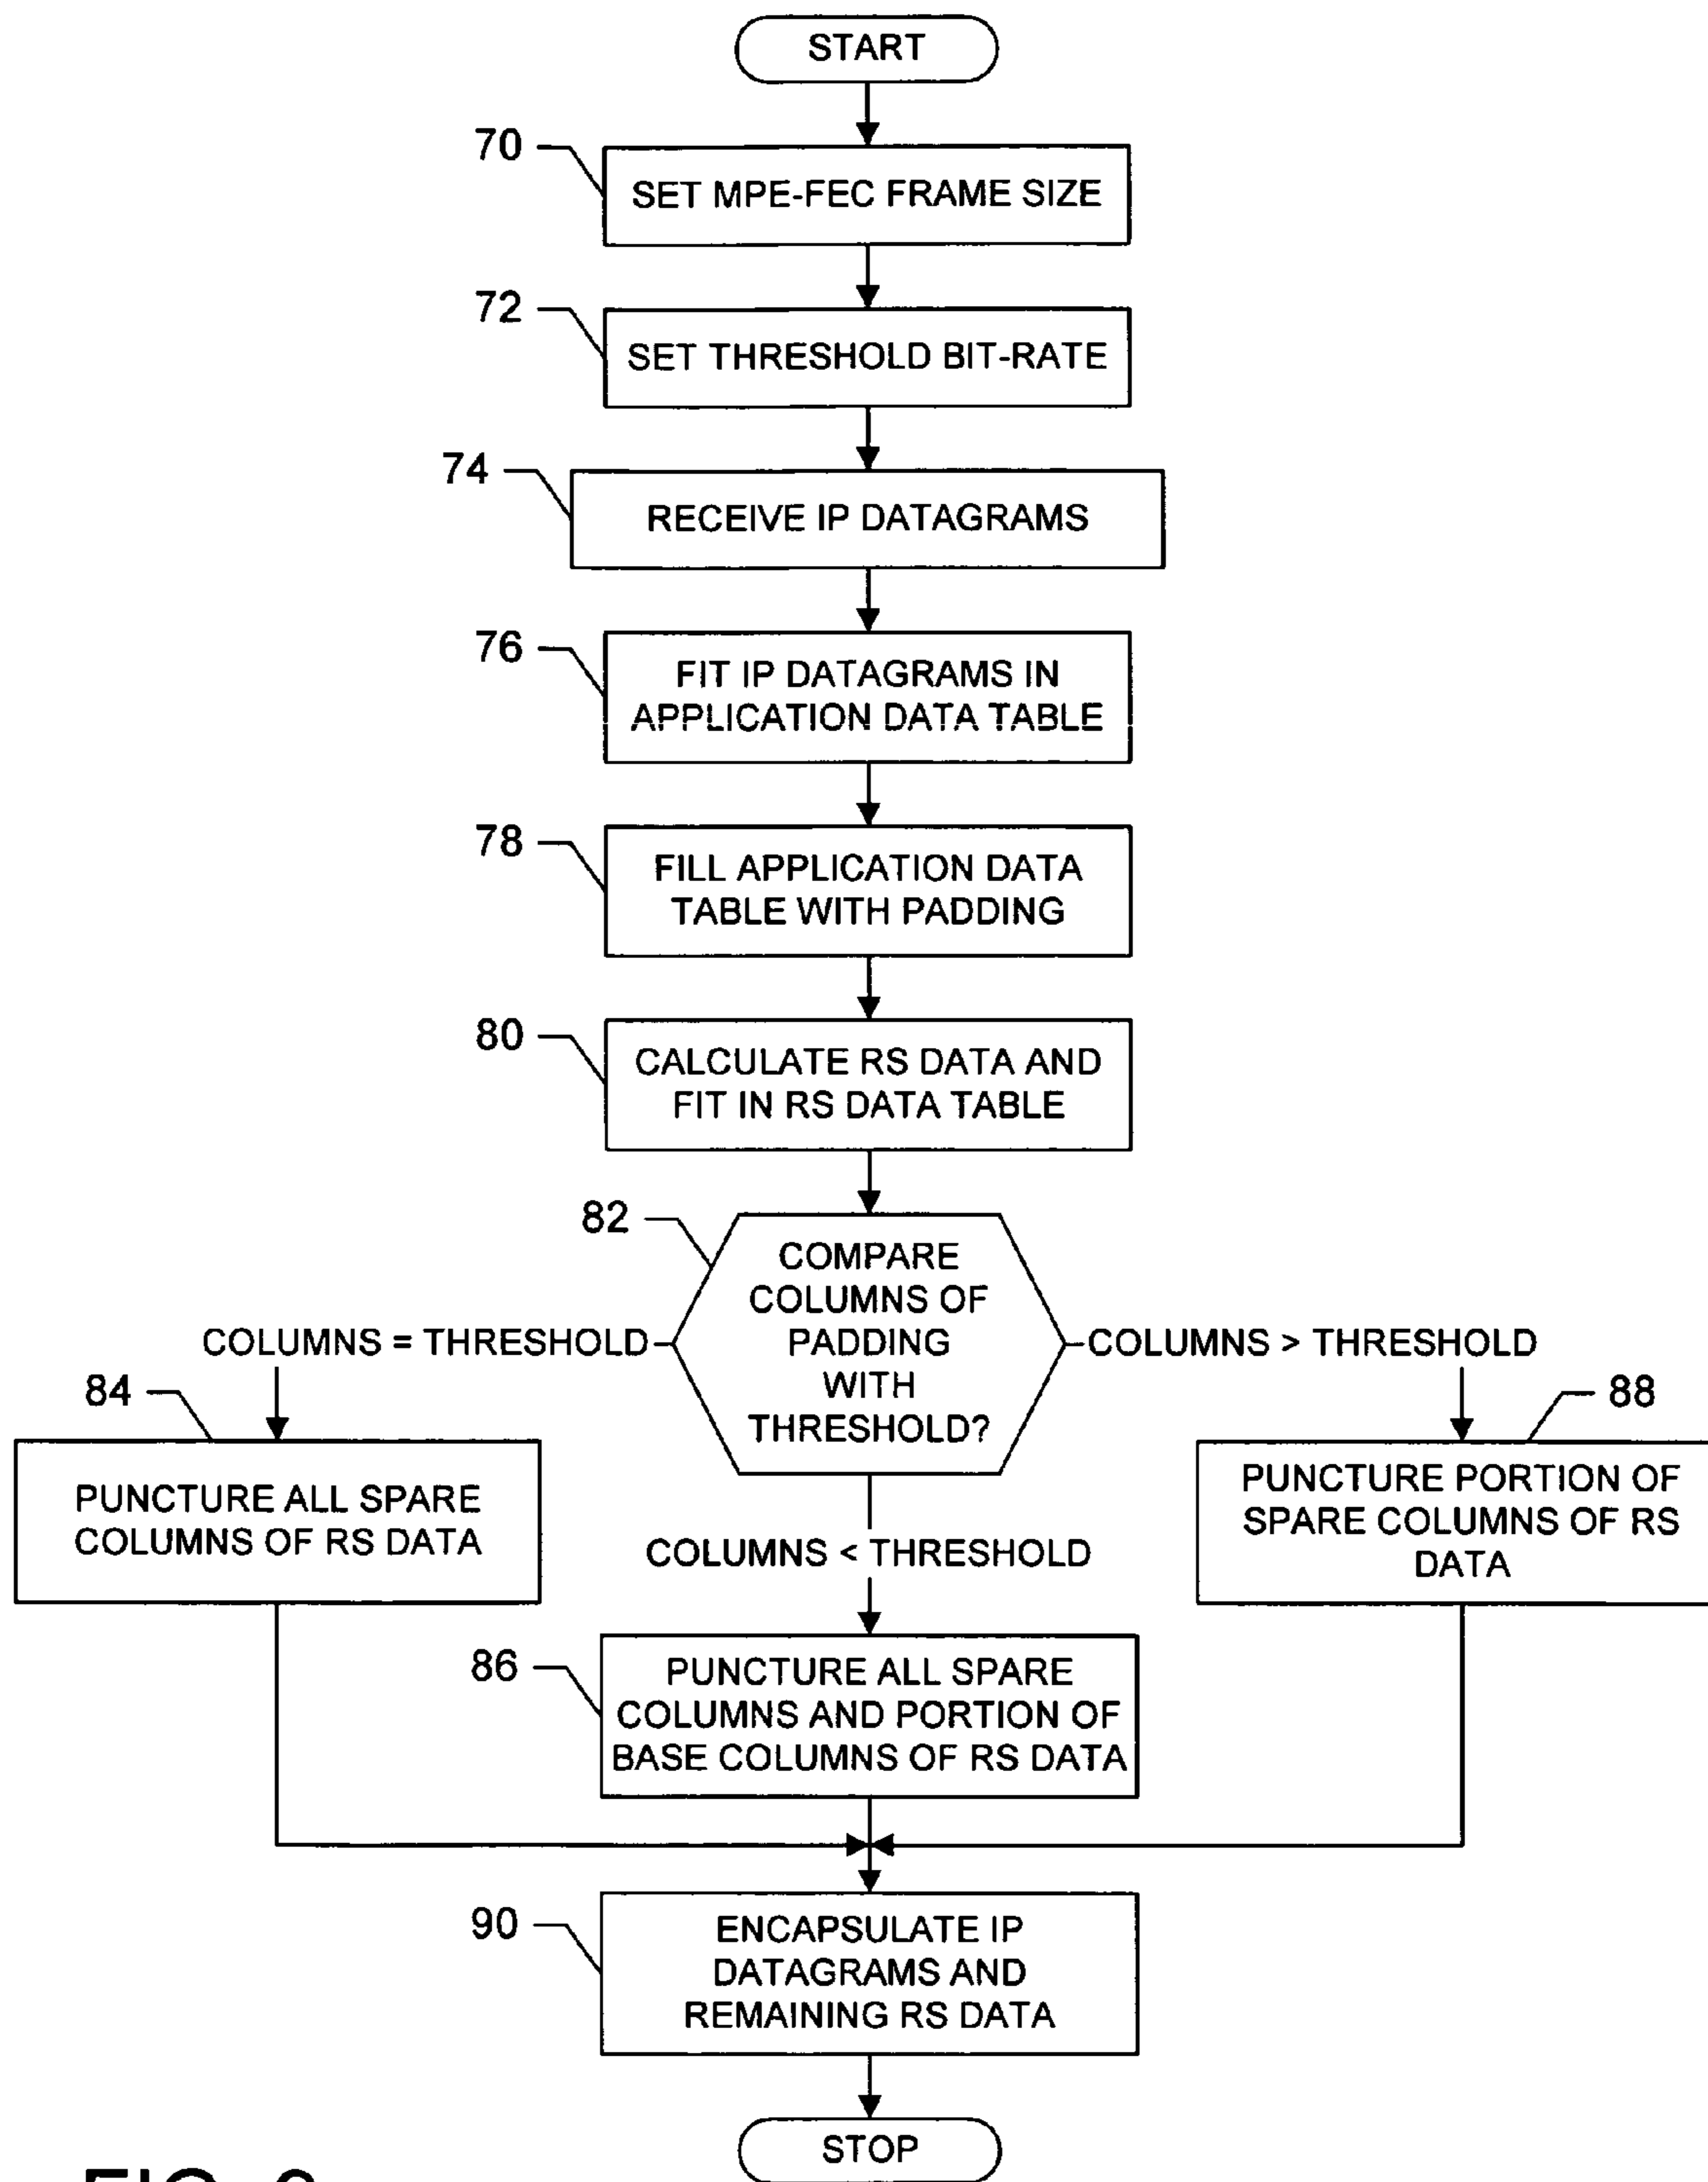 START
70
SET MPE-FEC FRAME SIZE
72
SET THRESHOLD BIT-RATE
74
RECEIVE IP DATAGRAMS
76
FIT IP DATAGRAMS IN
APPLICATION DATA TABLE
78
FILL APPLICATION DATA
TABLE WITH PADDING
80
CALCULATE RS DATA AND
FIT IN RS DATA TABLE
82
COMPARE
COLUMNS OF
PADDING
WITH
THRESHOLD?
COLUMNS = THRESHOLD
COLUMNS > THRESHOLD
84
PUNCTURE ALL SPARE
COLUMNS OF RS DATA
88
PUNCTURE PORTION OF
SPARE COLUMNS OF RS
DATA
COLUMNS < THRESHOLD
86
PUNCTURE ALL SPARE
COLUMNS AND PORTION OF
BASE COLUMNS OF RS DATA
90
ENCAPSULATE IP
DATAGRAMS AND
REMAINING RS DATA
STOP
FIG.